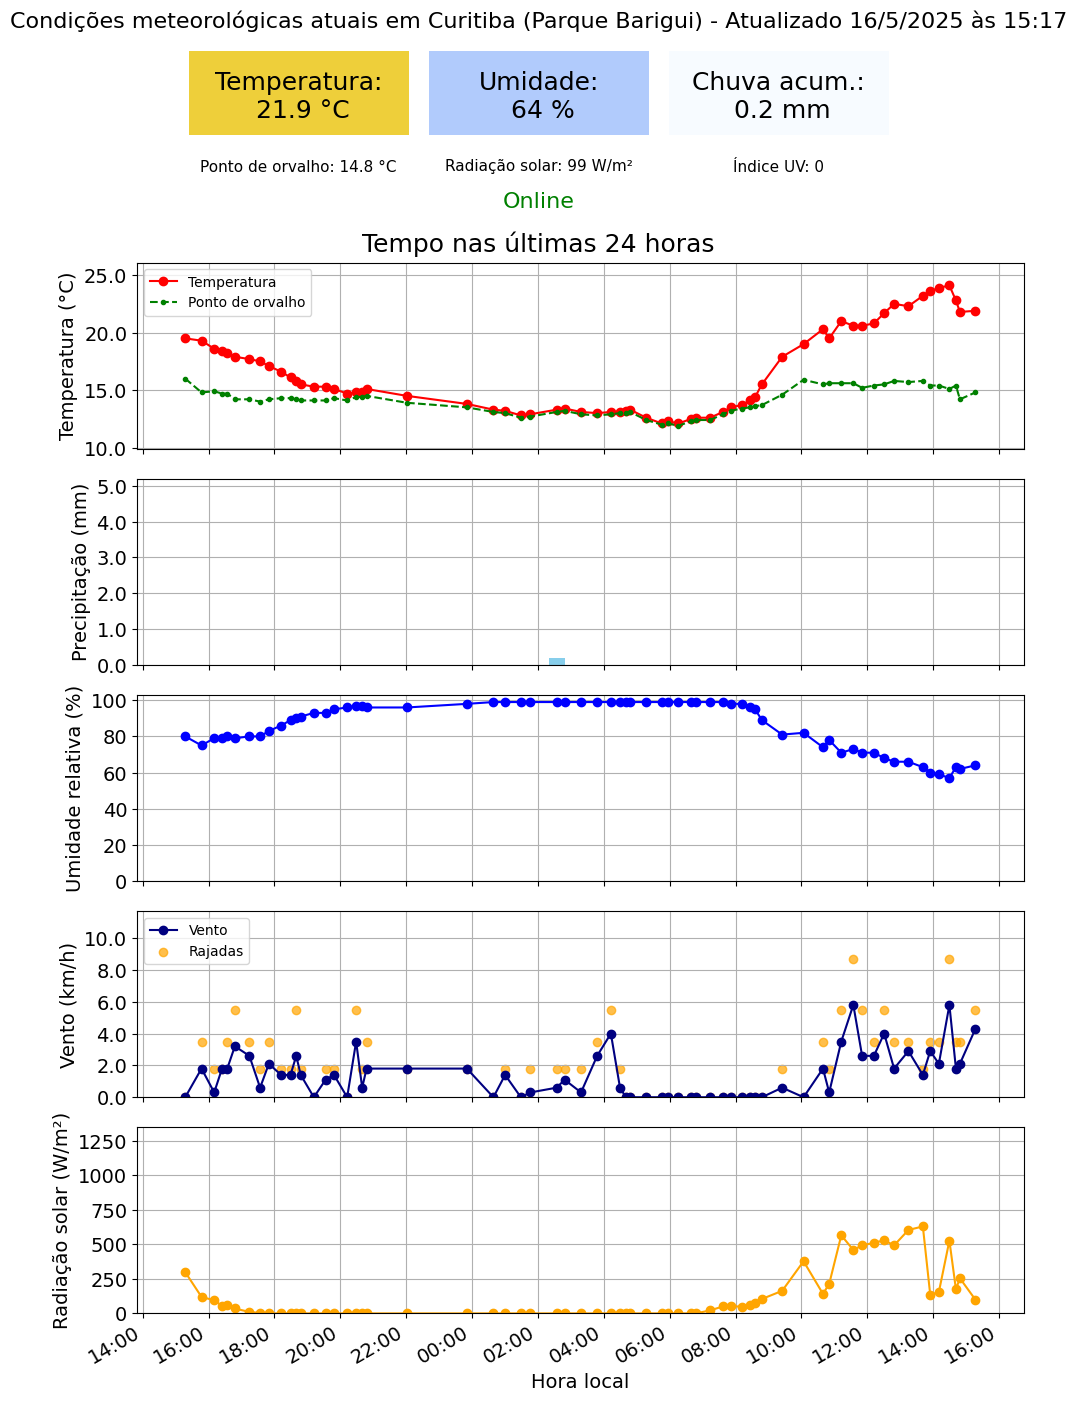 Condições meteorológicas atuais em Curitiba (Parque Barigui) - Atualizado 16/5/2025 às 15:17
Temperatura:
21.9 °C
Umidade:
64 %
Chuva acum.:
0.2 mm
Ponto de orvalho: 14.8 °C
Radiação solar: 99 W/m²
Índice UV: 0
Online
Tempo nas últimas 24 horas
Temperatura (°C)
25.0
20.0
15.0
10.0
Temperatura
Ponto de orvalho
Precipitação (mm)
5.0
4.0
3.0
2.0
1.0
0.0
Umidade relativa (%)
100
80
60
40
20
0
Vento (km/h)
10.0
8.0
6.0
4.0
2.0
0.0
Vento
Rajadas
Radiação solar (W/m²)
1250
1000
750
500
250
0
14:00 16:00 18:00 20:00 22:00 00:00 02:00 04:00 06:00 08:00 10:00 12:00 14:00 16:00
Hora local